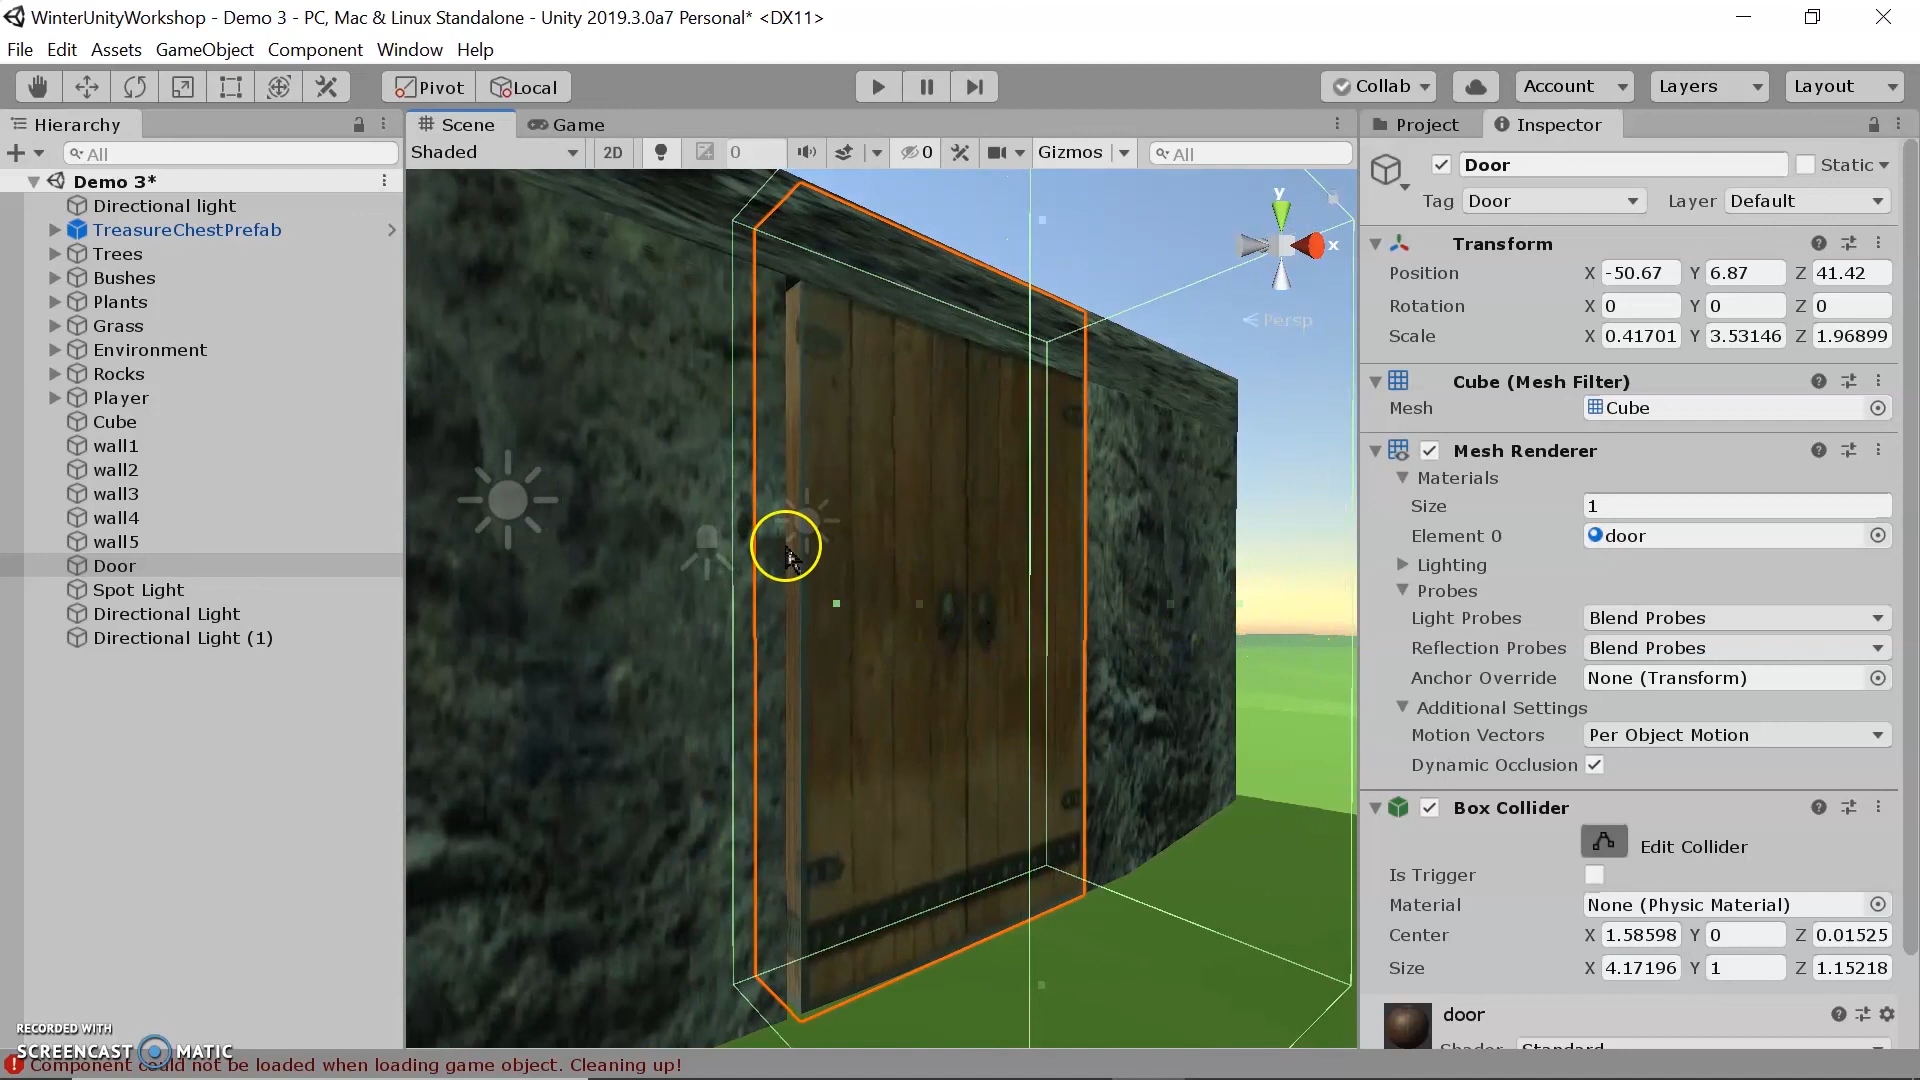 WinterUnityWorkshop - Demo 3 - PC, Mac & Linux Standalone - Unity 2019.3.0a7 Personal* <DX11>
File Edit Assets GameObject Component Window Help
Pivot Local Collab Account Layers Layout
Hierarchy
All
Demo 3*
Directional light
TreasureChestPrefab
Trees
Bushes
Plants
Grass
Environment
Rocks
Player
Cube
wall1
wall2
wall3
wall4
wall5
Door
Spot Light
Directional Light
Directional Light (1)
Scene Game
Shaded 2D 0 0 Gizmos All
y
x
Persp
Project Inspector
Door Static
Tag Door Layer Default
Transform
Position X -50.67 Y 6.87 Z 41.42
Rotation X 0 Y 0 Z 0
Scale X 0.41701 Y 3.53146 Z 1.96899
Cube (Mesh Filter)
Mesh Cube
Mesh Renderer
Materials
Size 1
Element 0 door
Lighting
Probes
Light Probes Blend Probes
Reflection Probes Blend Probes
Anchor Override None (Transform)
Additional Settings
Motion Vectors Per Object Motion
Dynamic Occlusion
Box Collider
Edit Collider
Is Trigger
Material None (Physic Material)
Center X 1.58598 Y 0 Z 0.01525
Size X 4.17196 Y 1 Z 1.15218
door
Shader Standard
RECORDED WITH
SCREENCAST MATIC
Component could not be loaded when loading game object. Cleaning up!